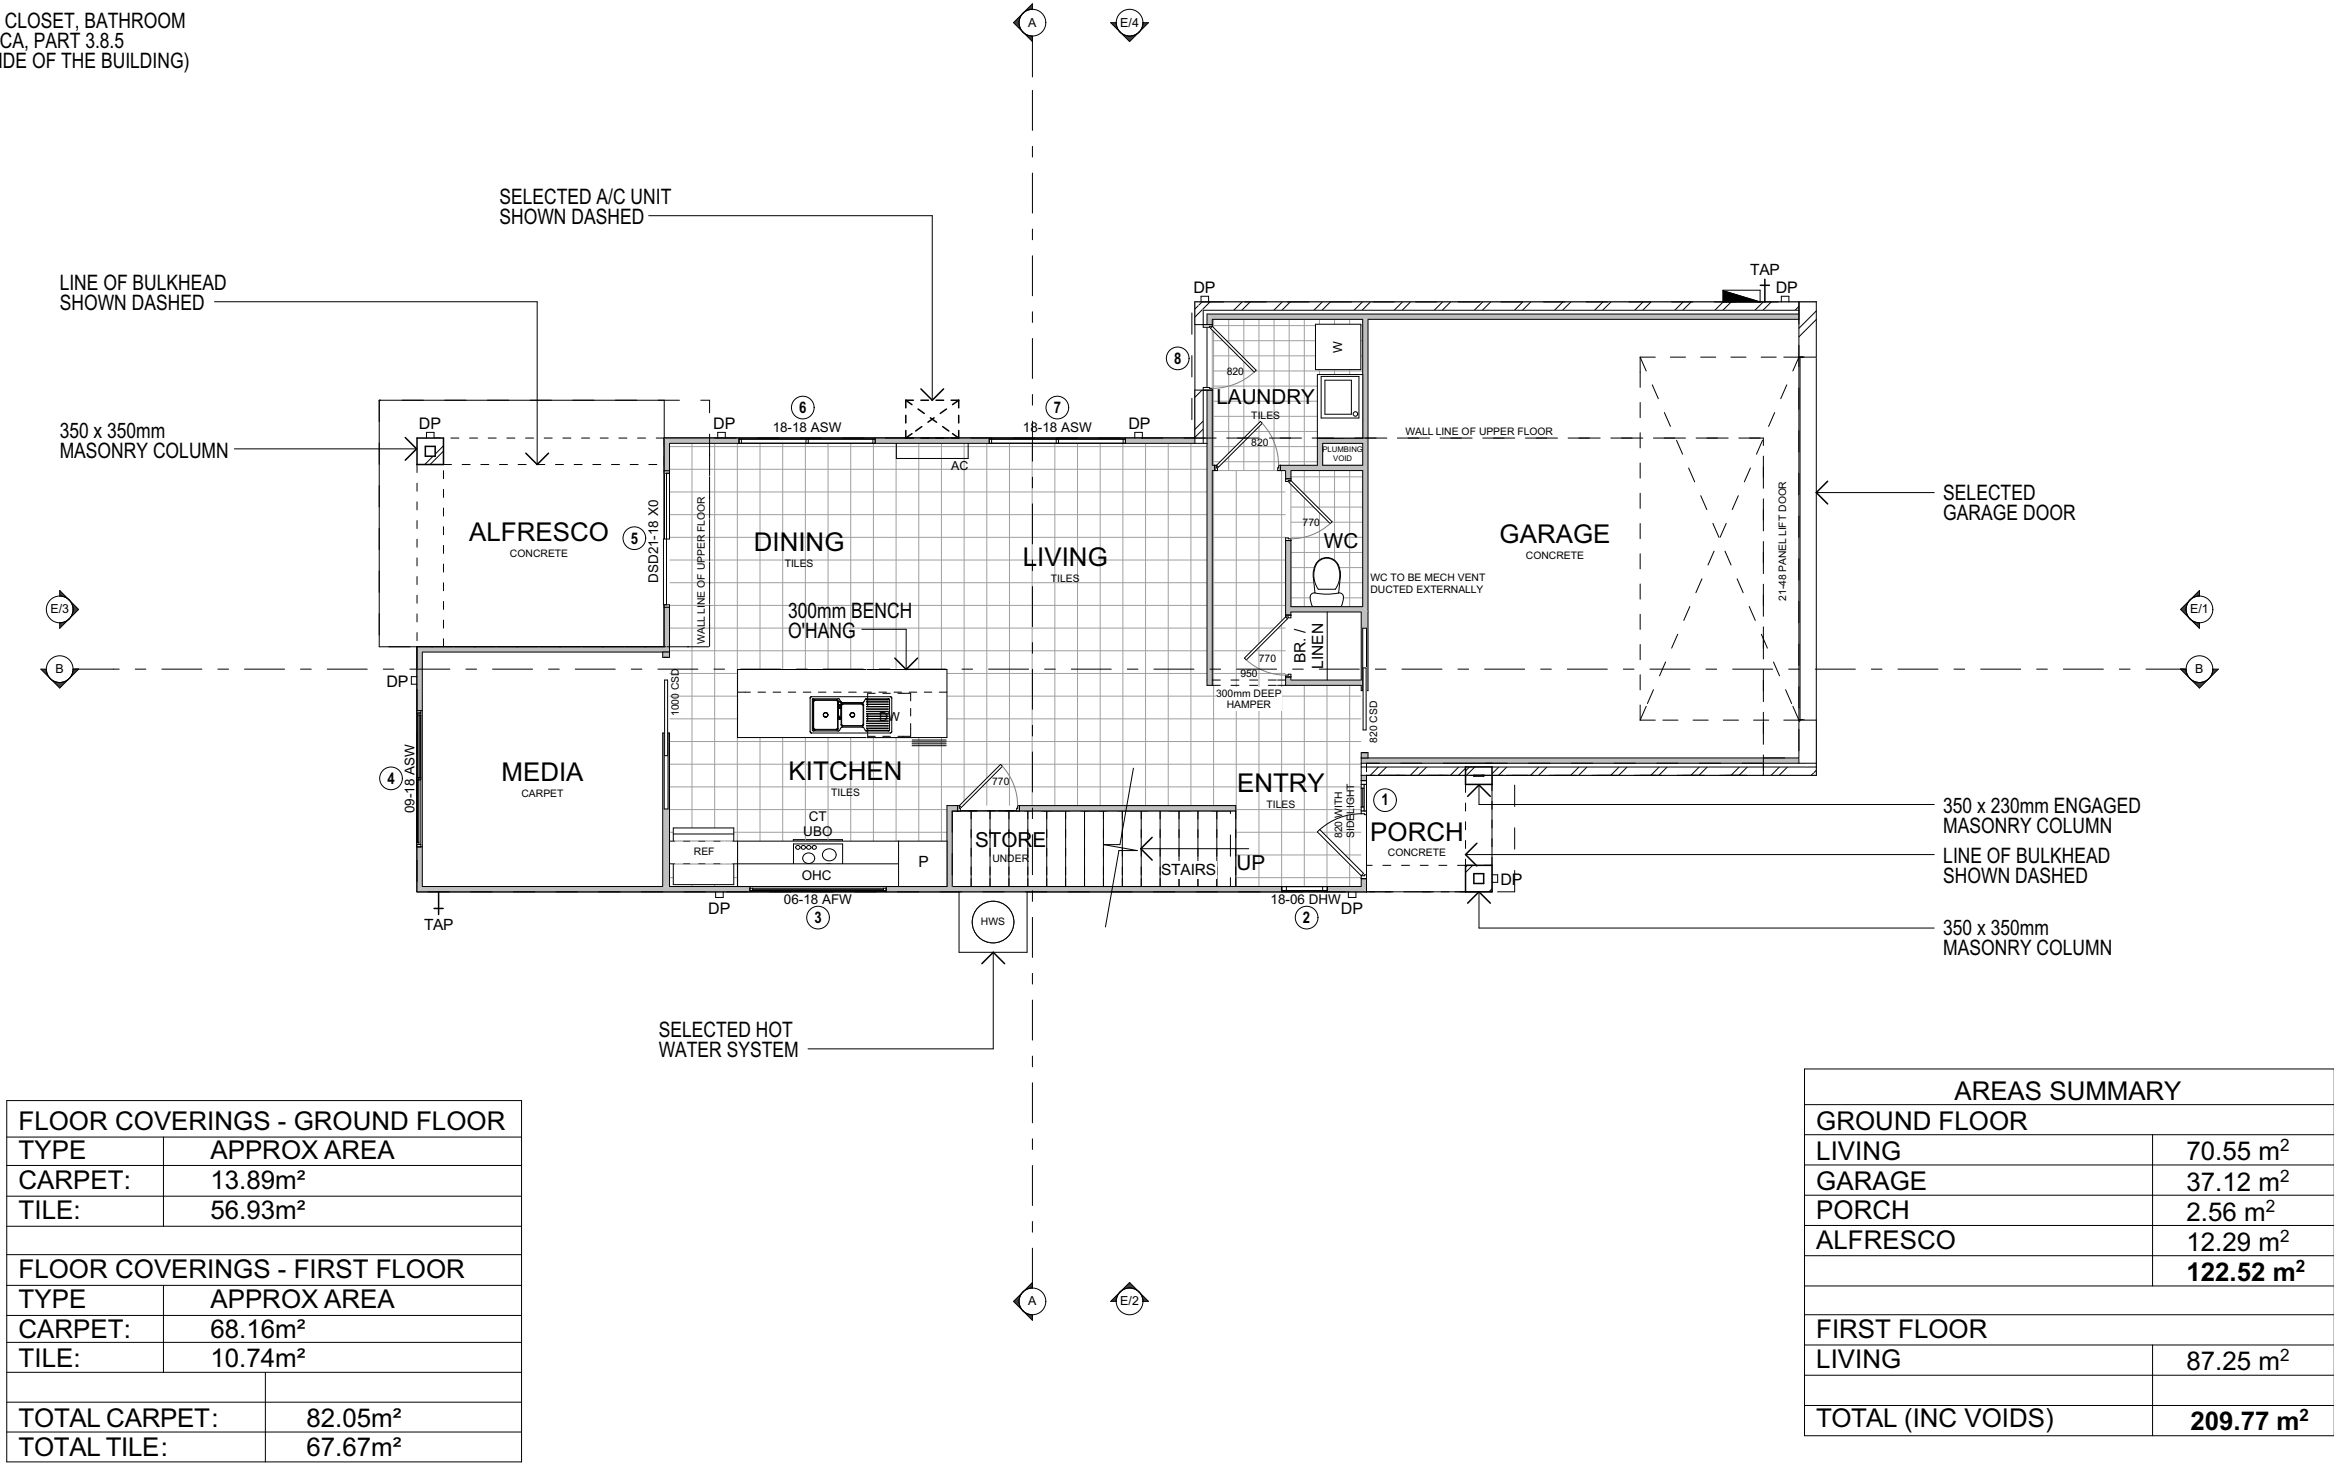 CLOSET, BATHROOM
CA, PART 3.8.5
IDE OF THE BUILDING)
A
E/4
SELECTED A/C UNIT
SHOWN DASHED
LINE OF BULKHEAD
SHOWN DASHED
350 x 350mm
MASONRY COLUMN
DP
DP
6
18-18 ASW
7
18-18 ASW
DP
DP
TAP
DP
8
820
W
LAUNDRY
TILES
820
PLUMBING
VOID
WALL LINE OF UPPER FLOOR
AC
ALFRESCO
CONCRETE
5
DSD21-18 X0
WALL LINE OF UPPER FLOOR
DINING
TILES
LIVING
TILES
770
WC
WC TO BE MECH VENT
DUCTED EXTERNALLY
GARAGE
CONCRETE
21-48 PANEL LIFT DOOR
SELECTED
GARAGE DOOR
E/3
E/1
300mm BENCH
O'HANG
BR. /
LINEN
770
950
300mm DEEP
HAMPER
B
B
DP
1000 CSD
DW
820 CSD
MEDIA
CARPET
4
09-18 ASW
KITCHEN
TILES
770
ENTRY
TILES
820 WITH
SIDELIGHT
1
PORCH
CONCRETE
350 x 230mm ENGAGED
MASONRY COLUMN
LINE OF BULKHEAD
SHOWN DASHED
350 x 350mm
MASONRY COLUMN
CT
UBO
REF
P
OHC
STORE
UNDER
STAIRS
UP
DP
TAP
DP
06-18 AFW
3
HWS
18-06 DHW
2
DP
SELECTED HOT
WATER SYSTEM
A
E/2
FLOOR COVERINGS - GROUND FLOOR
TYPE APPROX AREA
CARPET: 13.89m²
TILE: 56.93m²
FLOOR COVERINGS - FIRST FLOOR
TYPE APPROX AREA
CARPET: 68.16m²
TILE: 10.74m²
TOTAL CARPET: 82.05m²
TOTAL TILE: 67.67m²
AREAS SUMMARY
GROUND FLOOR
LIVING 70.55 m²
GARAGE 37.12 m²
PORCH 2.56 m²
ALFRESCO 12.29 m²
122.52 m²
FIRST FLOOR
LIVING 87.25 m²
TOTAL (INC VOIDS) 209.77 m²